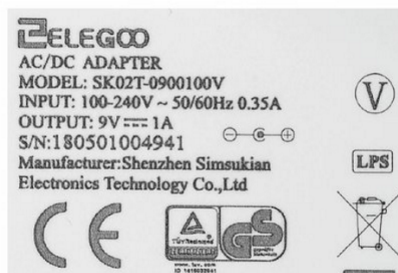 ELEGOO
AC/DC ADAPTER
MODEL: SK02T-0900100V
INPUT: 100-240V ~ 50/60Hz 0.35A
OUTPUT: 9V⎓1A
S/N:180501004941
Manufacturer:Shenzhen Simsukian
Electronics Technology Co.,Ltd
V
LPS
CE
TÜVRheinland
GS